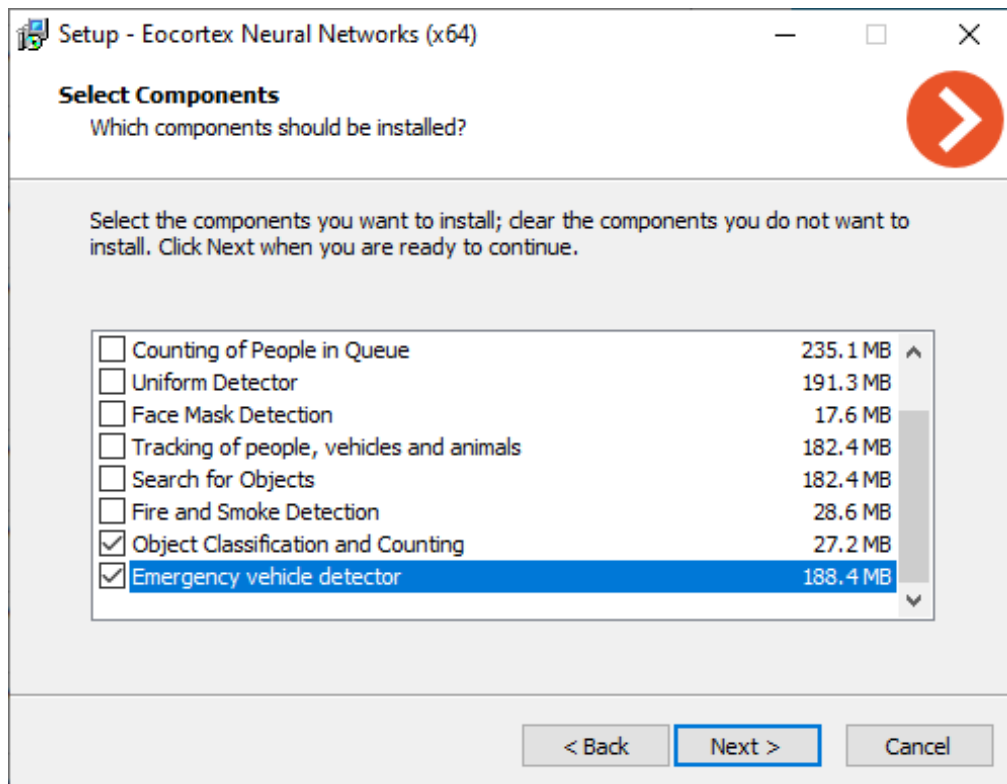 Setup - Eocortex Neural Networks (x64)
Select Components
Which components should be installed?
Select the components you want to install; clear the components you do not want to
install. Click Next when you are ready to continue.
Counting of People in Queue 235.1 MB
Uniform Detector 191.3 MB
Face Mask Detection 17.6 MB
Tracking of people, vehicles and animals 182.4 MB
Search for Objects 182.4 MB
Fire and Smoke Detection 28.6 MB
Object Classification and Counting 27.2 MB
Emergency vehicle detector 188.4 MB
< Back Next > Cancel